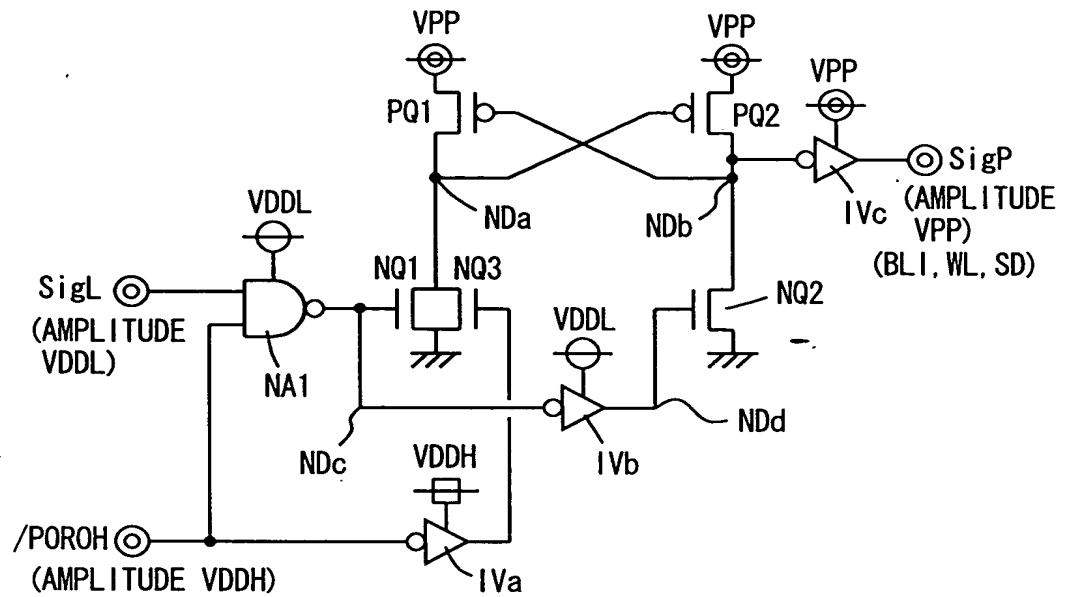 VPP
VPP
VPP
PQ1
PQ2
SigP
(AMPLITUDE
VPP)
(BLI, WL, SD)
IVc
NDa
NDb
VDDL
NQ1
NQ3
SigL
(AMPLITUDE
VDDL)
NA1
NQ2
VDDL
NDd
IVb
NDc
VDDH
/POROH
(AMPLITUDE VDDH)
IVa